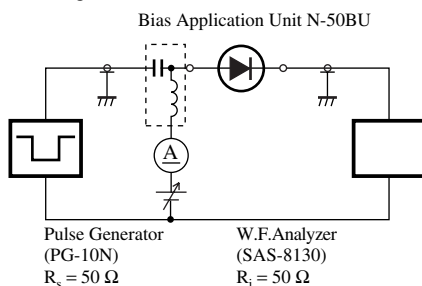 Bias Application Unit N-50BU
A
Pulse Generator
(PG-10N)
Rs = 50 Ω
W.F.Analyzer
(SAS-8130)
Ri = 50 Ω